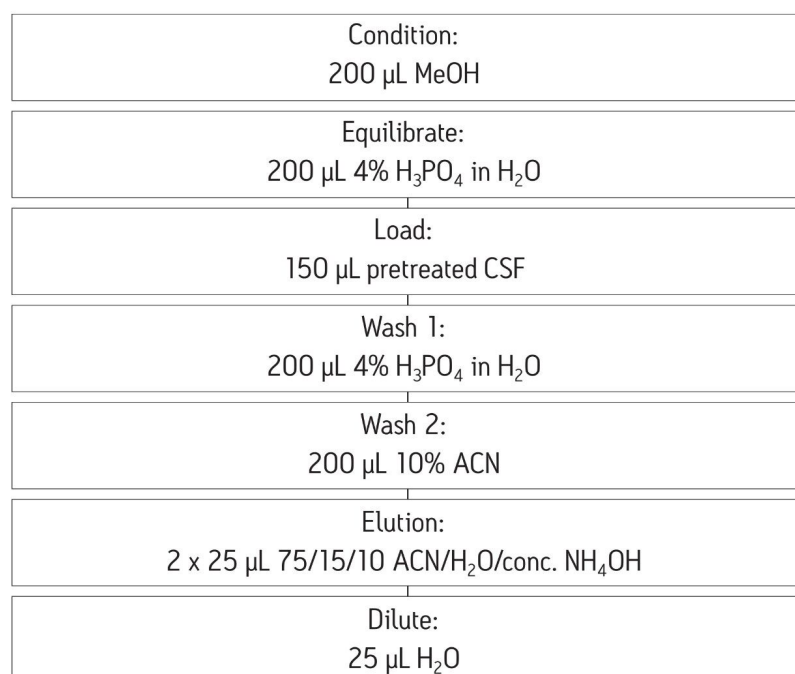 Condition:
200 µL MeOH
Equilibrate:
200 µL 4% H₃PO₄ in H₂O
Load:
150 µL pretreated CSF
Wash 1:
200 µL 4% H₃PO₄ in H₂O
Wash 2:
200 µL 10% ACN
Elution:
2 x 25 µL 75/15/10 ACN/H₂O/conc. NH₄OH
Dilute:
25 µL H₂O